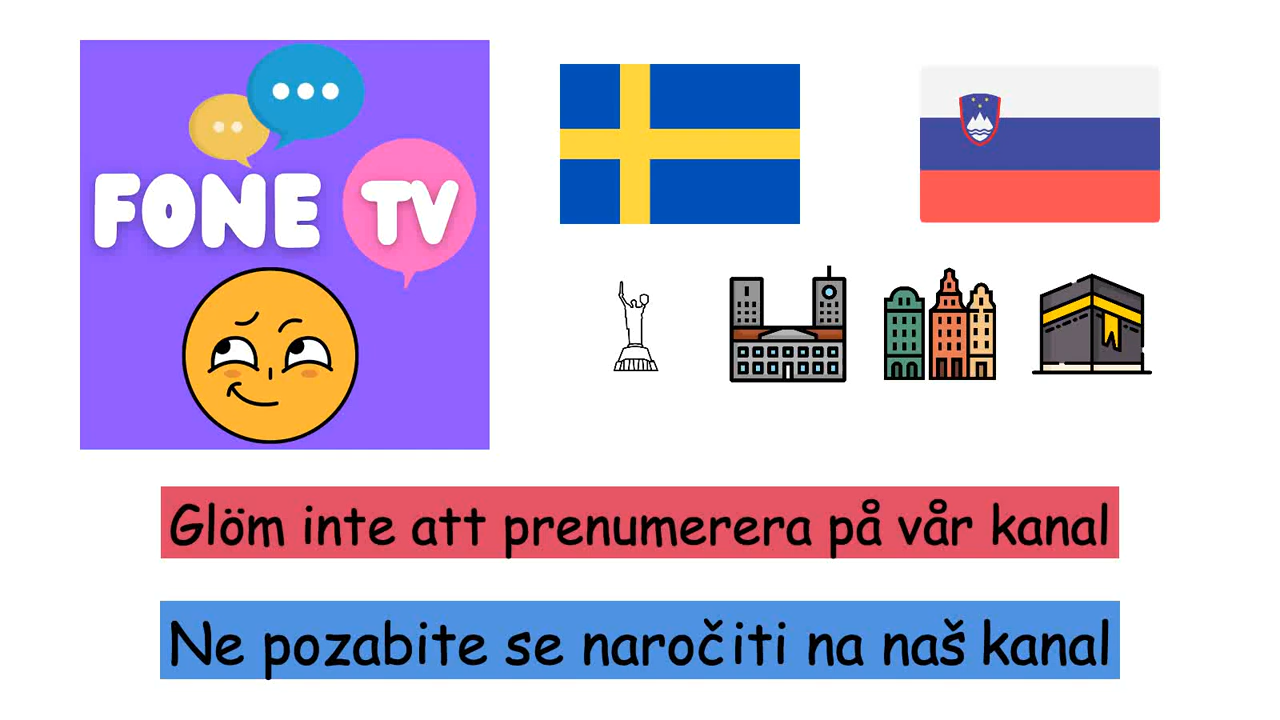 FONE TV
Glöm inte att prenumerera på vår kanal
Ne pozabite se naročiti na naš kanal